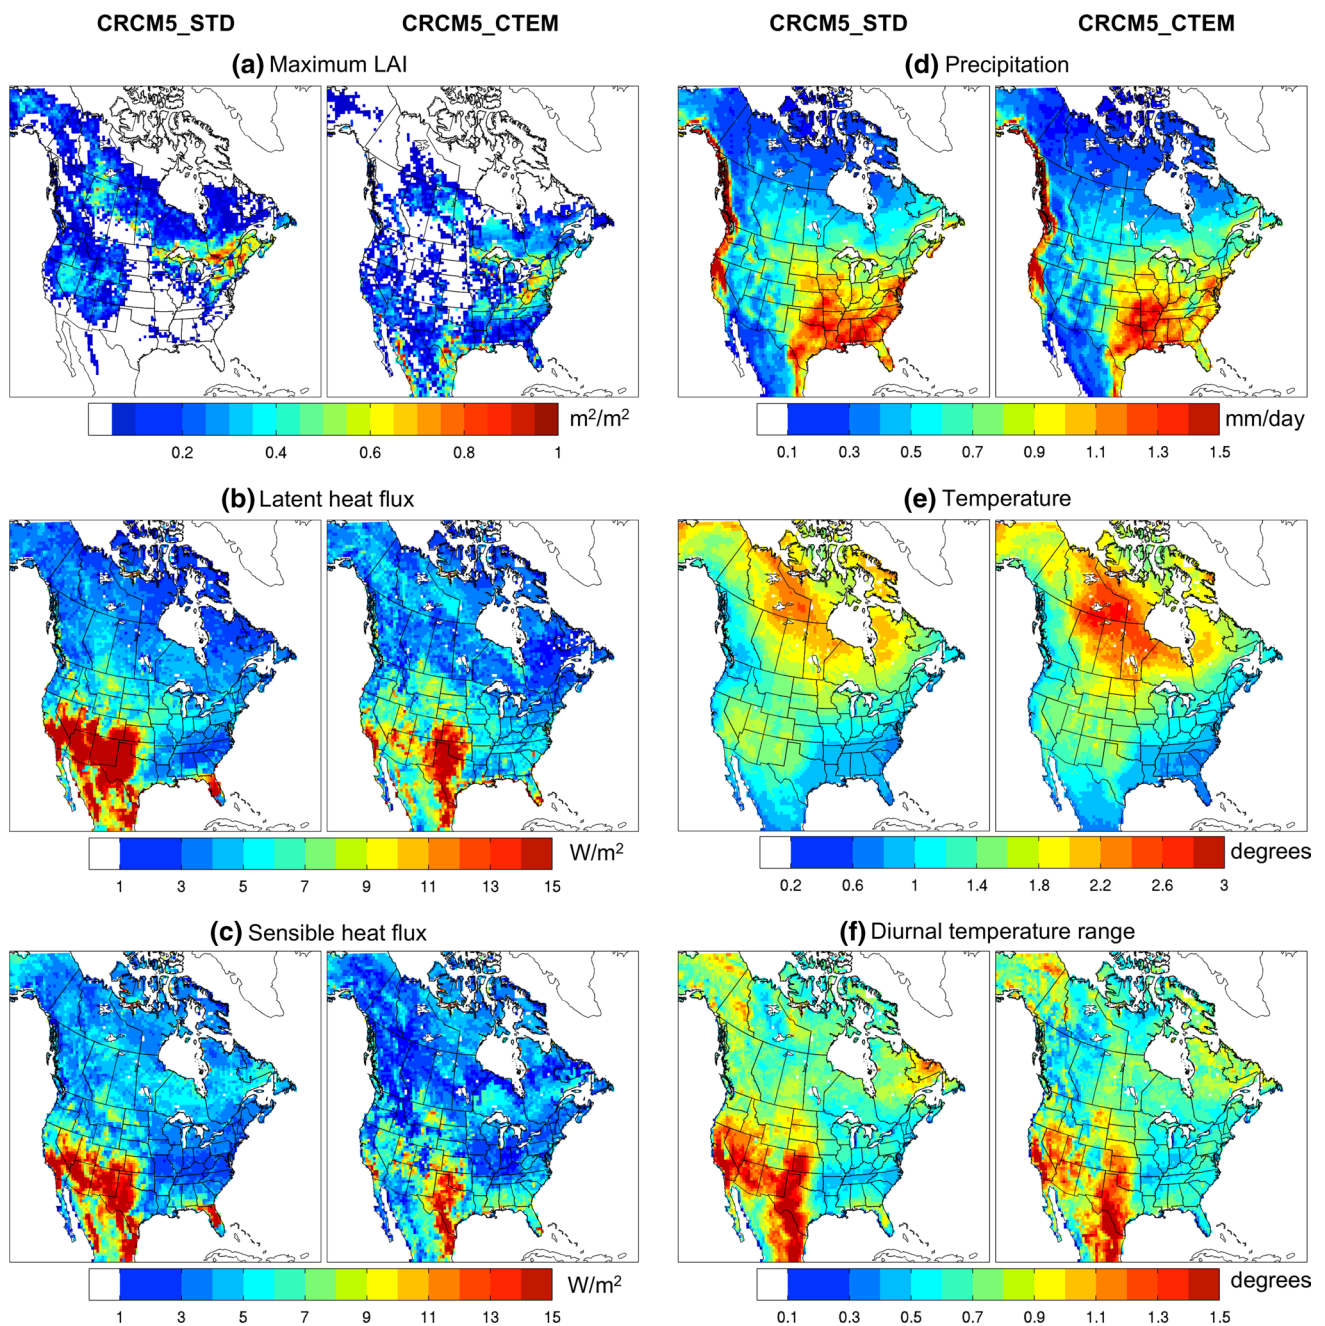 CRCM5_STD CRCM5_CTEM CRCM5_STD CRCM5_CTEM
(a) Maximum LAI
(d) Precipitation
0.2 0.4 0.6 0.8 1 m²/m²
0.1 0.3 0.5 0.7 0.9 1.1 1.3 1.5 mm/day
(b) Latent heat flux
(e) Temperature
1 3 5 7 9 11 13 15 W/m²
0.2 0.6 1 1.4 1.8 2.2 2.6 3 degrees
(c) Sensible heat flux
(f) Diurnal temperature range
1 3 5 7 9 11 13 15 W/m²
0.1 0.3 0.5 0.7 0.9 1.1 1.3 1.5 degrees